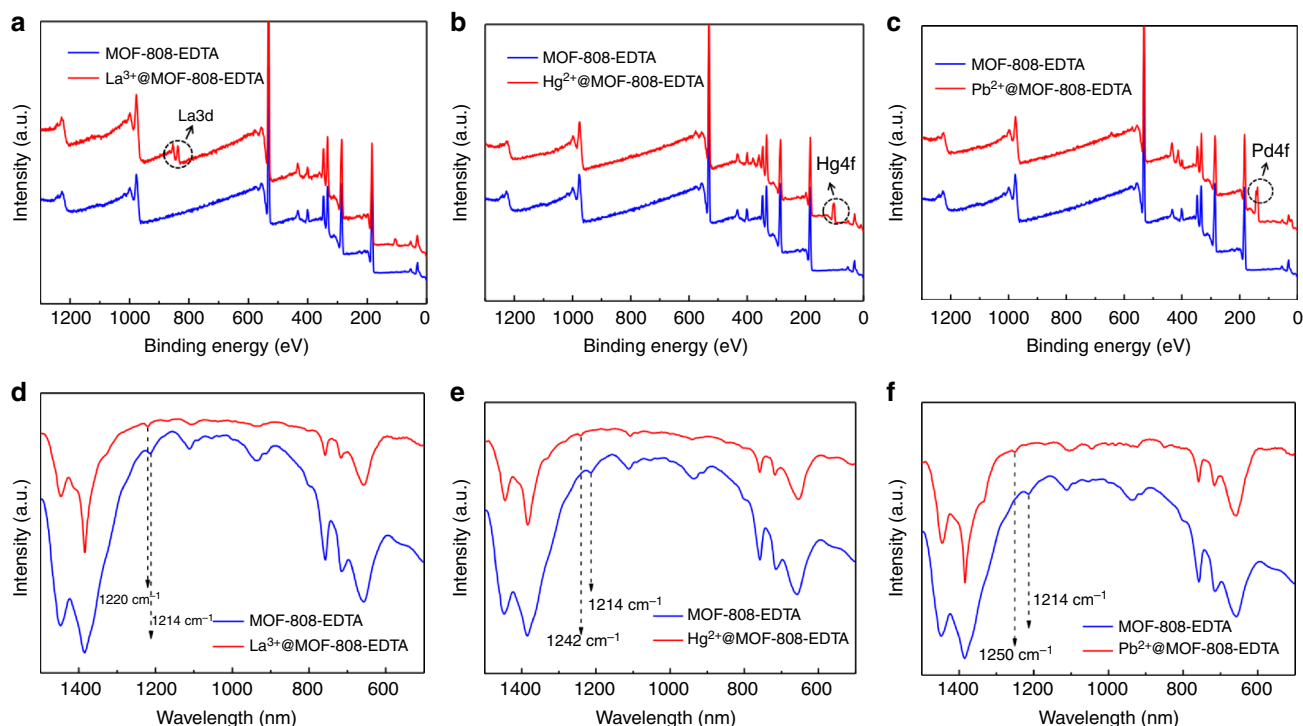 a
MOF-808-EDTA
La³⁺@MOF-808-EDTA
La3d
Intensity (a.u.)
1200 1000 800 600 400 200 0
Binding energy (eV)
b
MOF-808-EDTA
Hg²⁺@MOF-808-EDTA
Hg4f
Intensity (a.u.)
1200 1000 800 600 400 200 0
Binding energy (eV)
c
MOF-808-EDTA
Pb²⁺@MOF-808-EDTA
Pd4f
Intensity (a.u.)
1200 1000 800 600 400 200 0
Binding energy (eV)
d
Intensity (a.u.)
1220 cm⁻¹
1214 cm⁻¹
MOF-808-EDTA
La³⁺@MOF-808-EDTA
1400 1200 1000 800 600
Wavelength (nm)
e
Intensity (a.u.)
1214 cm⁻¹
1242 cm⁻¹
MOF-808-EDTA
Hg²⁺@MOF-808-EDTA
1400 1200 1000 800 600
Wavelength (nm)
f
Intensity (a.u.)
1214 cm⁻¹
1250 cm⁻¹
MOF-808-EDTA
Pb²⁺@MOF-808-EDTA
1400 1200 1000 800 600
Wavelength (nm)